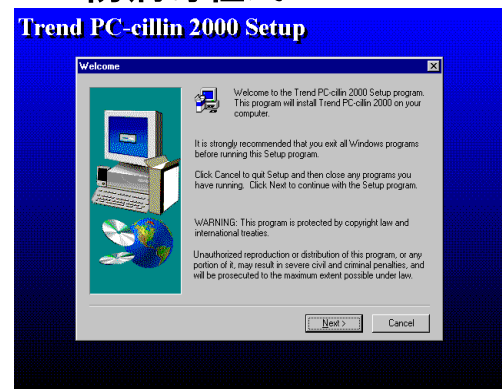 Trend PC-cillin 2000 Setup
Welcome
Welcome to the Trend PC-cillin 2000 Setup program.
This program will install Trend PC-cillin 2000 on your
computer.
It is strongly recommended that you exit all Windows programs
before running this Setup program.
Click Cancel to quit Setup and then close any programs you
have running. Click Next to continue with the Setup program.
WARNING: This program is protected by copyright law and
international treaties.
Unauthorized reproduction or distribution of this program, or any
portion of it, may result in severe civil and criminal penalties, and
will be prosecuted to the maximum extent possible under law.
Next >
Cancel